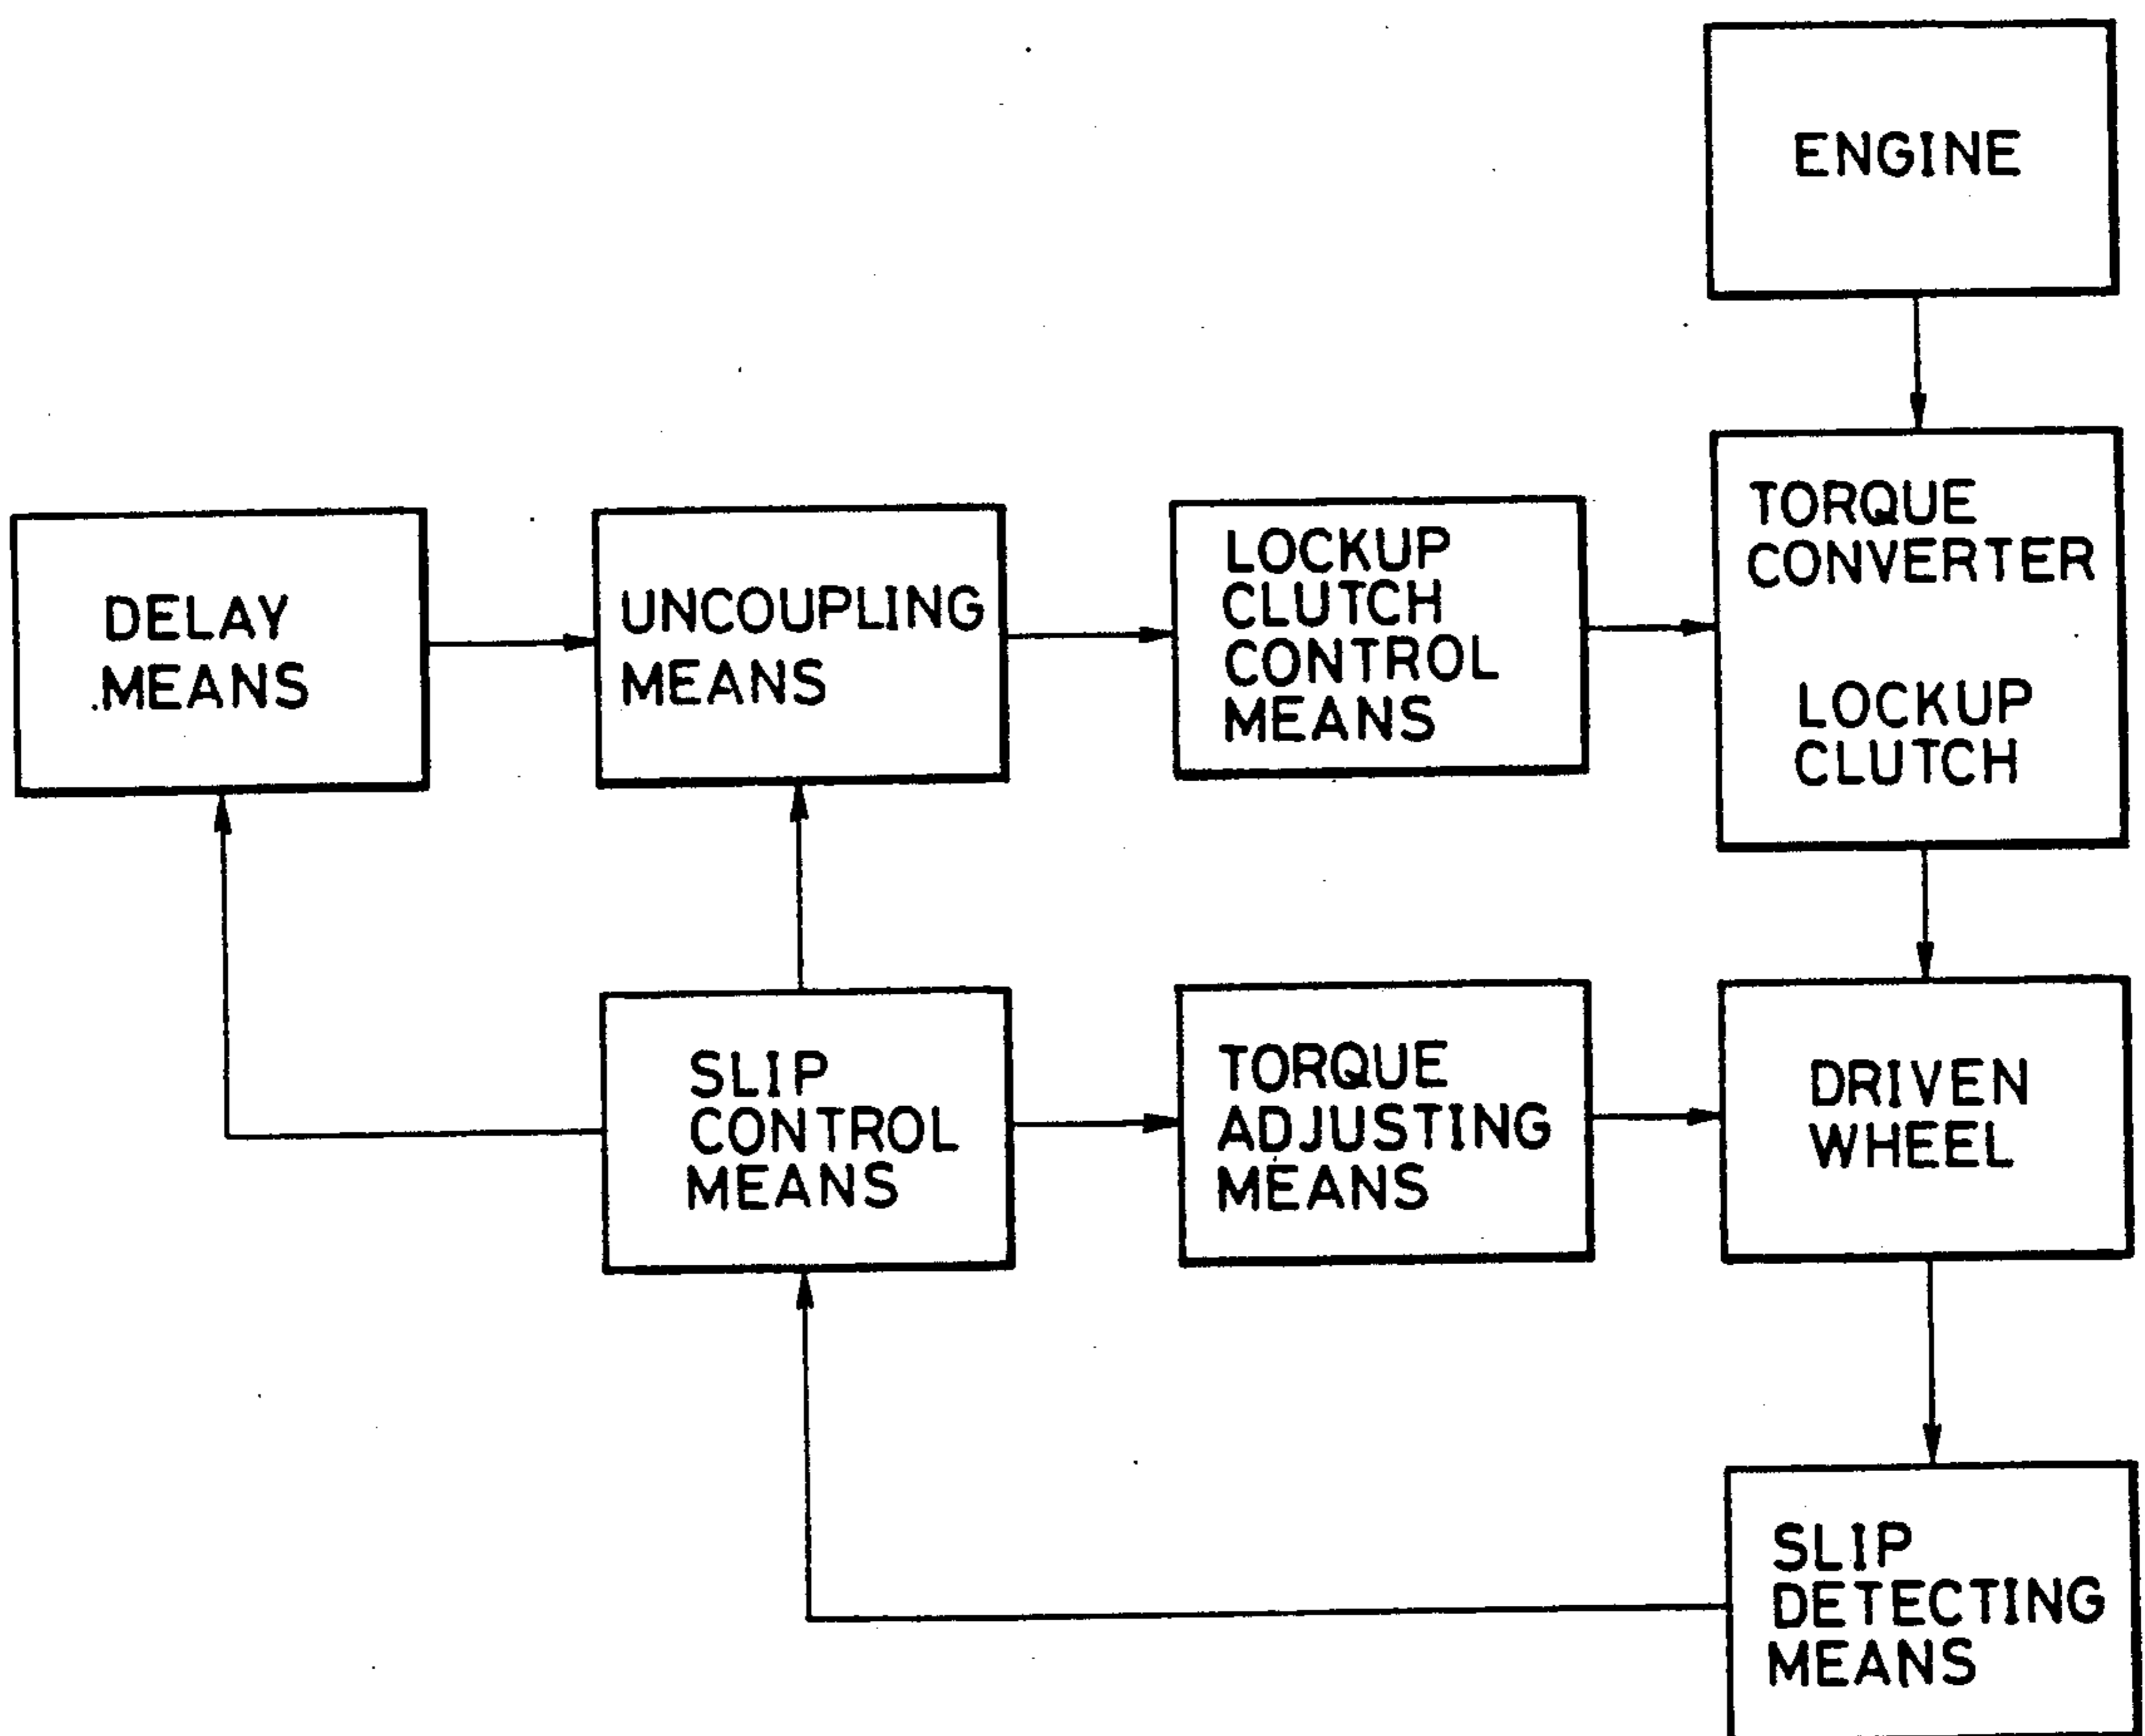 ENGINE
TORQUE
CONVERTER
LOCKUP
CLUTCH
LOCKUP
CLUTCH
CONTROL
MEANS
UNCOUPLING
MEANS
DELAY
MEANS
SLIP
CONTROL
MEANS
TORQUE
ADJUSTING
MEANS
DRIVEN
WHEEL
SLIP
DETECTING
MEANS